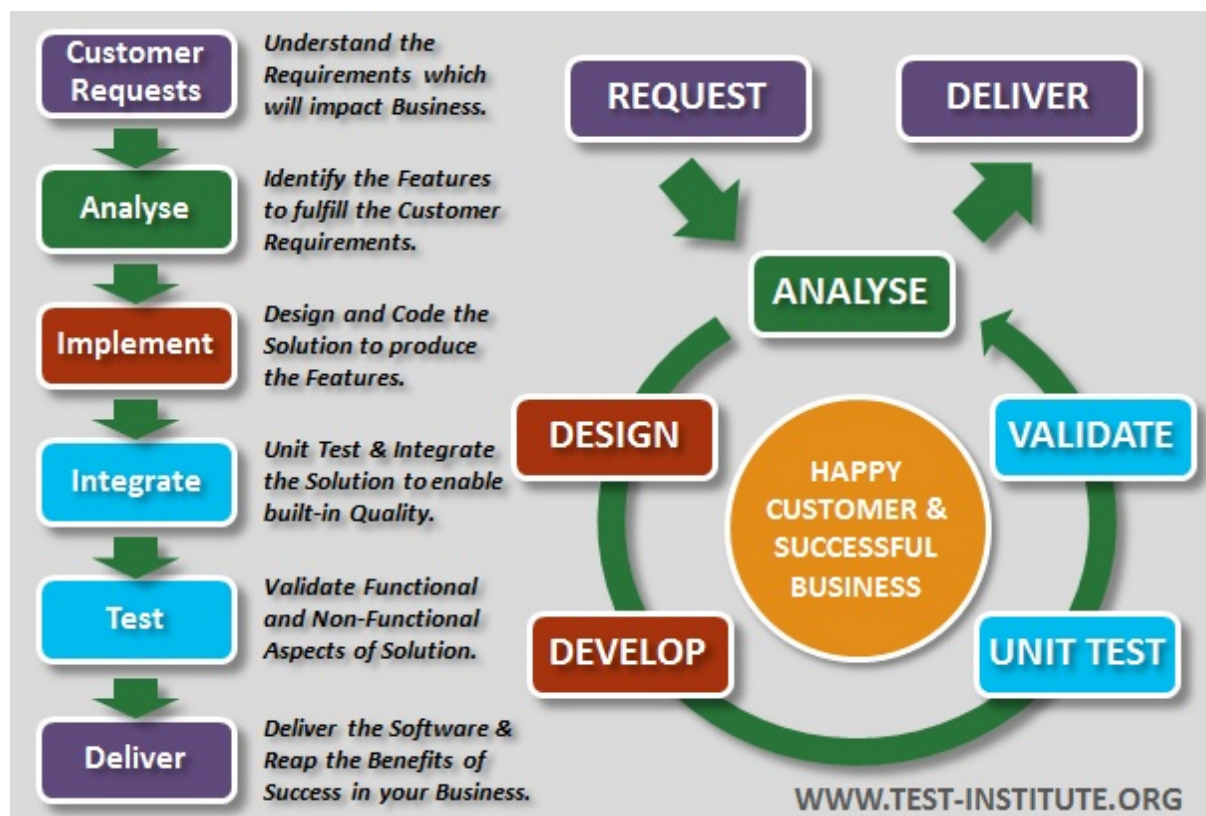 Customer
Requests
Understand the
Requirements which
will impact Business.
Analyse
Identify the Features
to fulfill the Customer
Requirements.
Implement
Design and Code the
Solution to produce
the Features.
Integrate
Unit Test & Integrate
the Solution to enable
built-in Quality.
Test
Validate Functional
and Non-Functional
Aspects of Solution.
Deliver
Deliver the Software &
Reap the Benefits of
Success in your Business.
REQUEST
DELIVER
ANALYSE
DESIGN
VALIDATE
HAPPY
CUSTOMER &
SUCCESSFUL
BUSINESS
DEVELOP
UNIT TEST
WWW.TEST-INSTITUTE.ORG